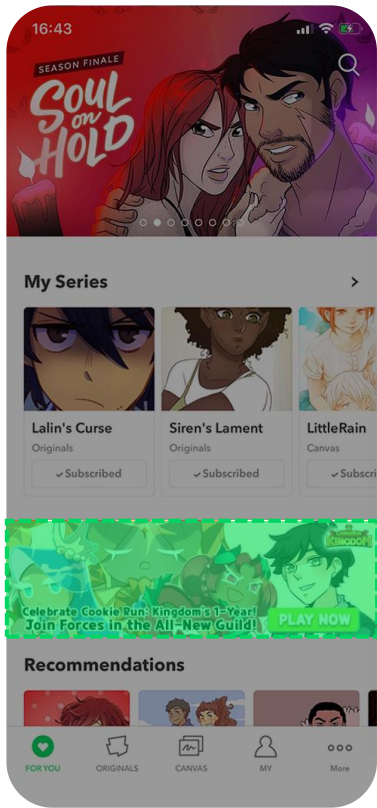 16:43
SEASON FINALE
SOUL
on
HOLD
My Series
Lalin's Curse
Siren's Lament
LittleRain
Originals
Originals
Canvas
Subscribed
Subscribed
Subscri
KINGDOM
Celebrate Cookie Run: Kingdom's 1-Year!
Join Forces in the All-New Guild!
PLAY NOW
Recommendations
FOR YOU
ORIGINALS
CANVAS
MY
More